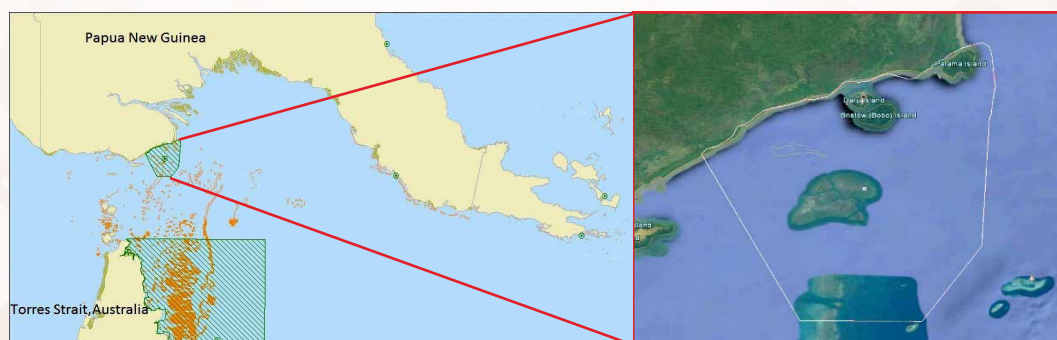 Papua New Guinea
Torres Strait,Australia
Parama Island
Daru Island
Bristow (Bobo) Island